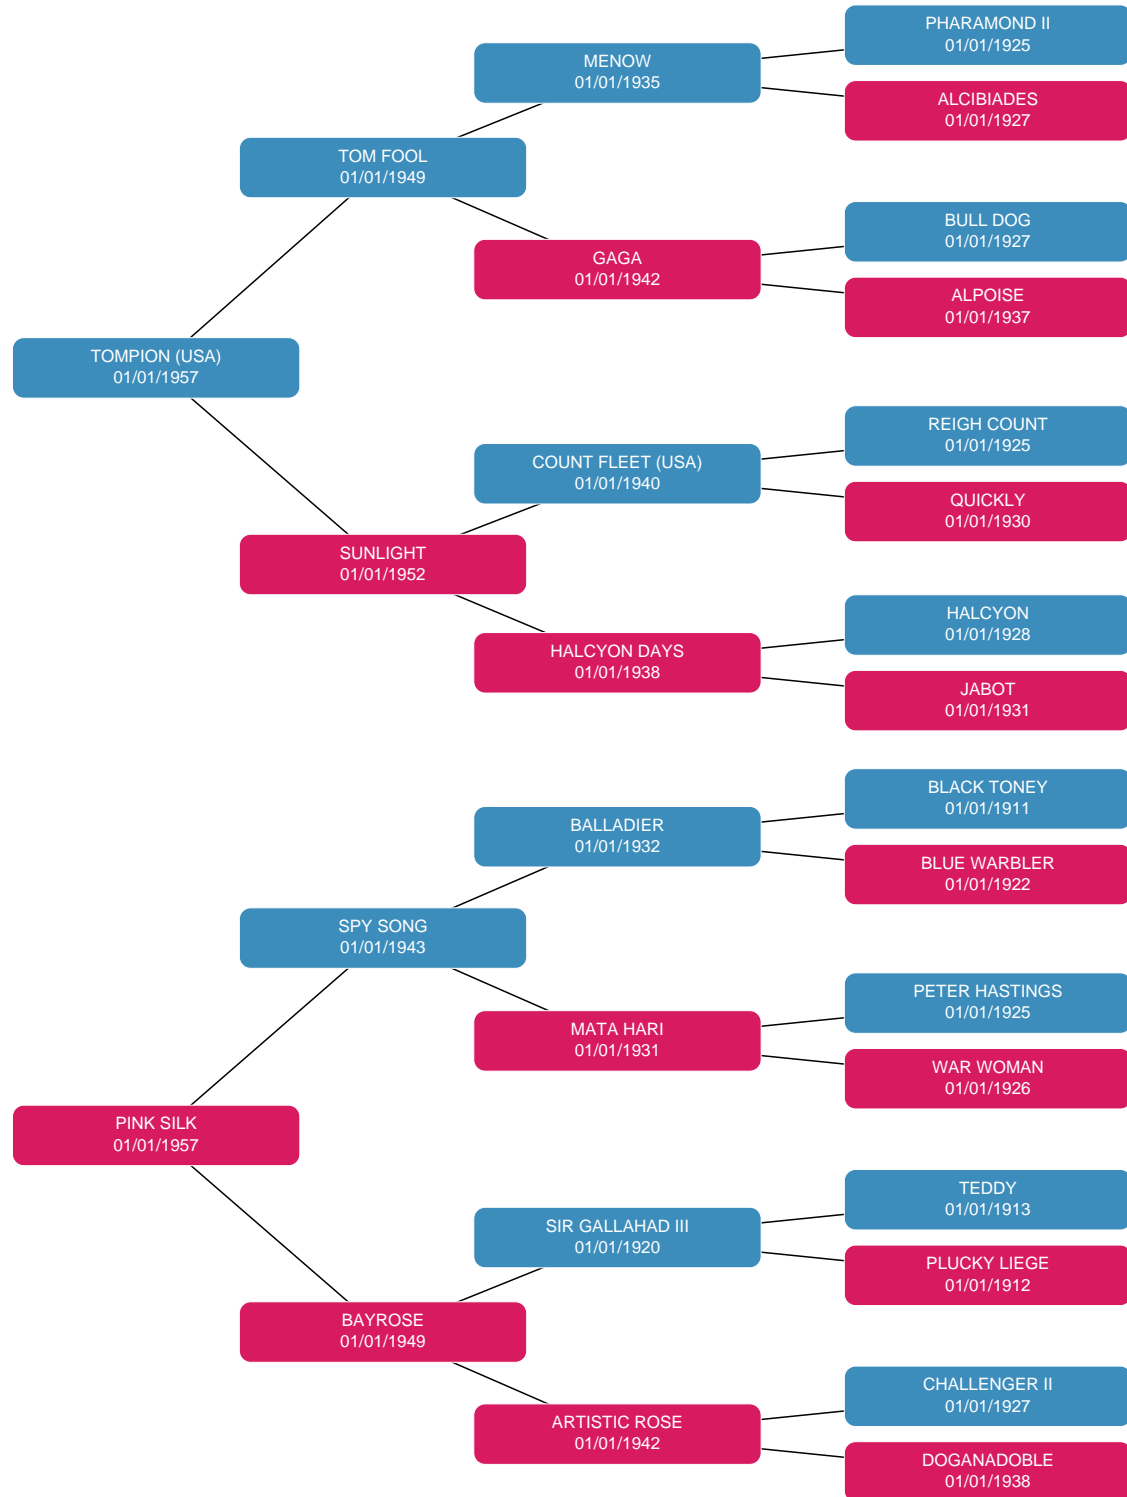 PHARAMOND II
01/01/1925
MENOW
01/01/1935
ALCIBIADES
01/01/1927
TOM FOOL
01/01/1949
BULL DOG
01/01/1927
GAGA
01/01/1942
ALPOISE
01/01/1937
TOMPION (USA)
01/01/1957
REIGH COUNT
01/01/1925
COUNT FLEET (USA)
01/01/1940
QUICKLY
01/01/1930
SUNLIGHT
01/01/1952
HALCYON
01/01/1928
HALCYON DAYS
01/01/1938
JABOT
01/01/1931
BLACK TONEY
01/01/1911
BALLADIER
01/01/1932
BLUE WARBLER
01/01/1922
SPY SONG
01/01/1943
PETER HASTINGS
01/01/1925
MATA HARI
01/01/1931
WAR WOMAN
01/01/1926
PINK SILK
01/01/1957
TEDDY
01/01/1913
SIR GALLAHAD III
01/01/1920
PLUCKY LIEGE
01/01/1912
BAYROSE
01/01/1949
CHALLENGER II
01/01/1927
ARTISTIC ROSE
01/01/1942
DOGANADOBLE
01/01/1938